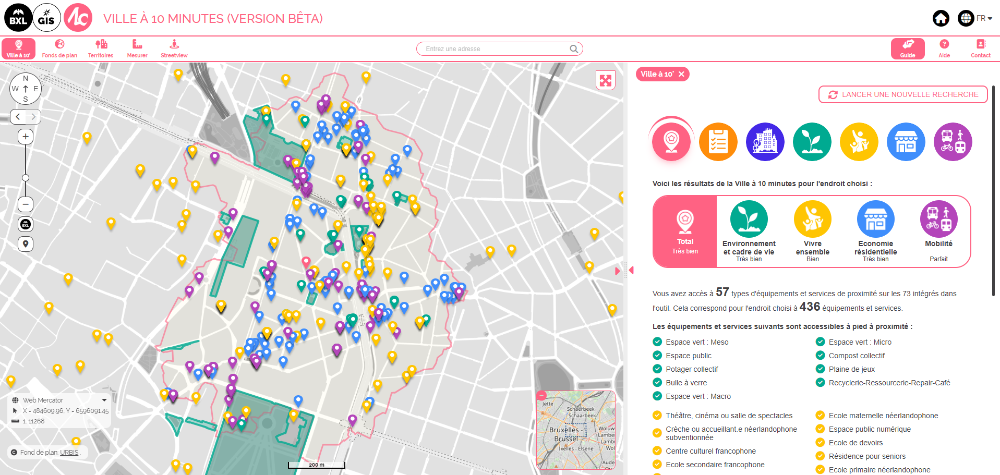 BXL
GIS
VILLE À 10 MINUTES (VERSION BÊTA)
FR
Ville à 10'
Fonds de plan
Territoires
Mesurer
Streetview
Entrez une adresse
Guide
Aide
Contact
N
W
E
S
BXL
Ville à 10'
LANCER UNE NOUVELLE RECHERCHE
Voici les résultats de la Ville à 10 minutes pour l'endroit choisi :
Total
Très bien
Environnement
et cadre de vie
Très bien
Vivre
ensemble
Bien
Economie
résidentielle
Très bien
Mobilité
Parfait
Vous avez accès à 57 types d'équipements et services de proximité sur les 73 intégrés dans
l'outil. Cela correspond pour l'endroit choisi à 436 équipements et services.
Les équipements et services suivants sont accessibles à pied à proximité :
Espace vert : Meso
Espace vert : Micro
Espace public
Compost collectif
Potager collectif
Plaine de jeux
Bulle à verre
Recyclerie-Ressourcerie-Repair-Café
Espace vert : Macro
Théâtre, cinéma ou salle de spectacles
Ecole maternelle néerlandophone
Crèche ou accueillant.e néerlandophone
subventionnée
Espace public numérique
Ecole de devoirs
Centre culturel francophone
Résidence pour seniors
Ecole secondaire francophone
Ecole primaire néerlandophone
Web Mercator
X = 484609.96, Y = 6596091.45
1: 11268
Fond de plan: URBIS .
200 m
Jette
Schaerbeek
Schaarbeek
Bruxelles -
Brussel
Woluw
Lamber
Lambe
Wol
Ixelles - Elsene
Aude